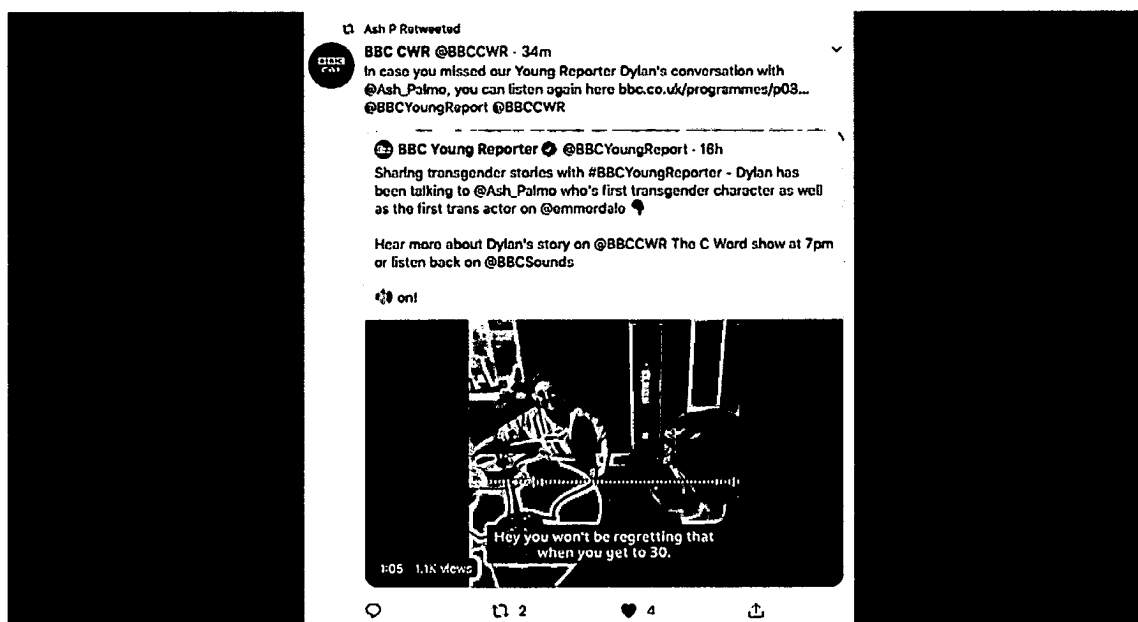 Ash P Retweeted
BBC CWR @BBCCWR · 34m
In case you missed our Young Reporter Dylan's conversation with
@Ash_Palmo, you can listen again here bbc.co.uk/programmes/p03...
@BBCYoungReport @BBCCWR
BBC Young Reporter @BBCYoungReport · 16h
Sharing transgender stories with #BBCYoungReporter - Dylan has
been talking to @Ash_Palmo who's first transgender character as well
as the first trans actor on @emmerdale
Hear more about Dylan's story on @BBCCWR The C Word show at 7pm
or listen back on @BBCSounds
on!
Hey you won't be regretting that
when you get to 30.
1:05 1.1K views
2 4